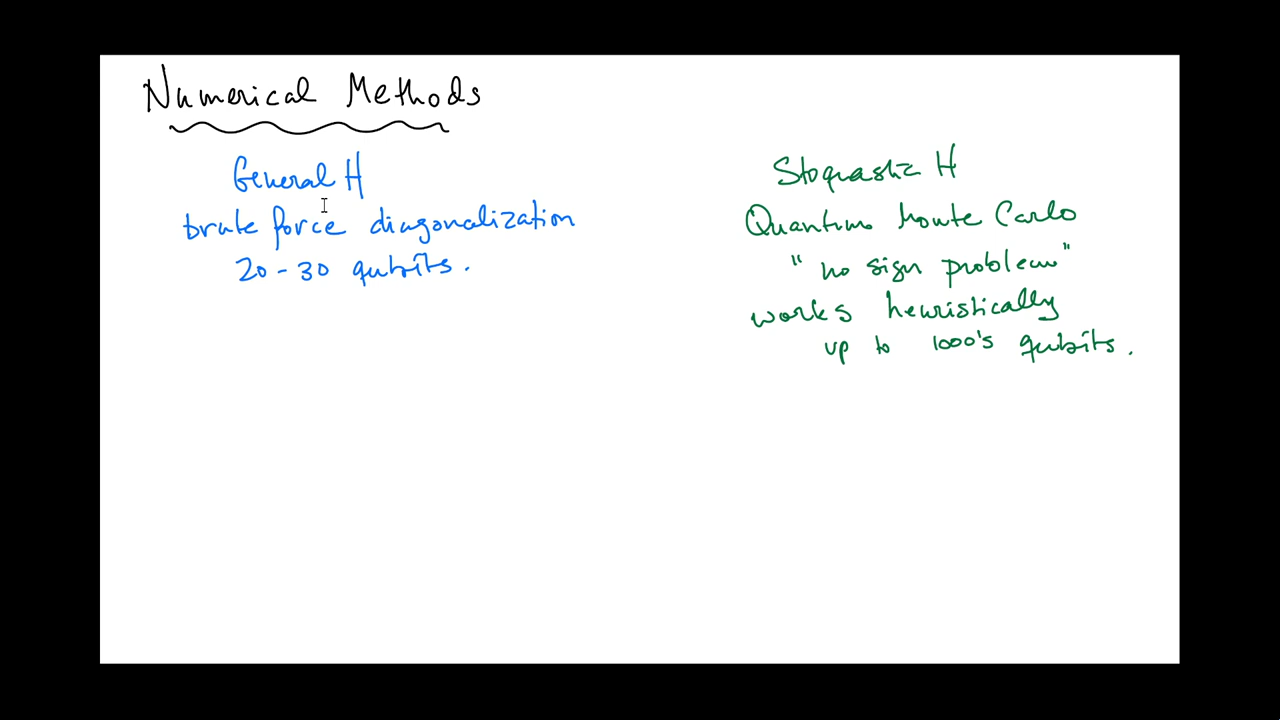 Numerical Methods
General H
brute force diagonalization
20-30 qubits.
Stoquastic H
Quantum Monte Carlo
"no sign problem"
works heuristically
up to 1000's qubits.